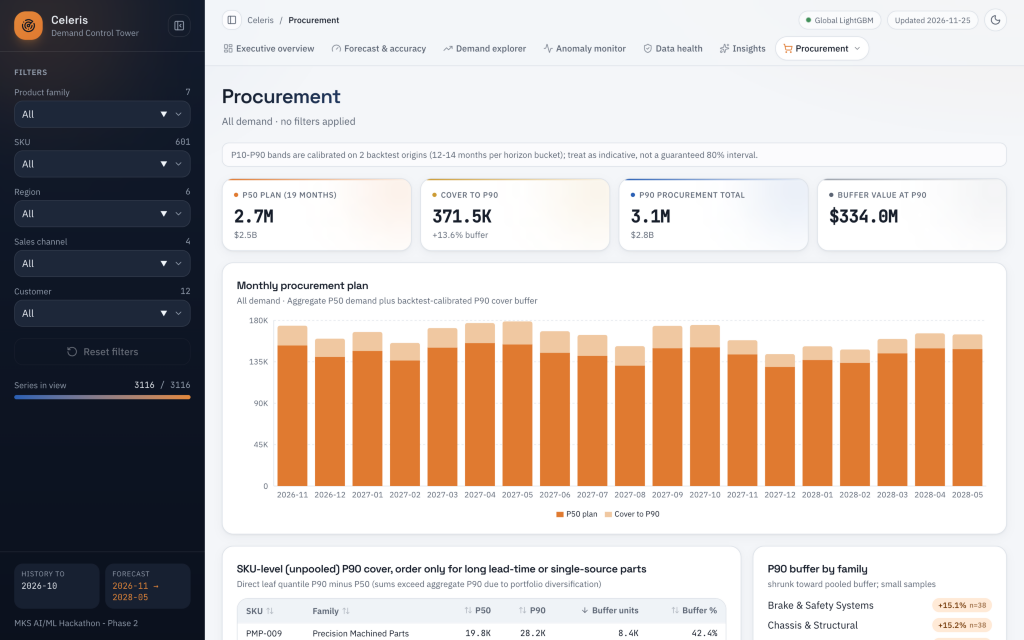 Celeris
Demand Control Tower
FILTERS
Product family 7
All
SKU 601
All
Region 6
All
Sales channel 4
All
Customer 12
All
Reset filters
Series in view 3116 / 3116
HISTORY TO
2026-10
FORECAST
2026-11 →
2028-05
MKS AI/ML Hackathon - Phase 2
Celeris / Procurement
Global LightGBM
Updated 2026-11-25
Executive overview
Forecast & accuracy
Demand explorer
Anomaly monitor
Data health
Insights
Procurement
Procurement
All demand · no filters applied
P10-P90 bands are calibrated on 2 backtest origins (12-14 months per horizon bucket); treat as indicative, not a guaranteed 80% interval.
P50 PLAN (19 MONTHS)
2.7M
$2.5B
COVER TO P90
371.5K
+13.6% buffer
P90 PROCUREMENT TOTAL
3.1M
$2.8B
BUFFER VALUE AT P90
$334.0M
Monthly procurement plan
All demand · Aggregate P50 demand plus backtest-calibrated P90 cover buffer
180K
135K
90K
45K
0
2026-11 2026-12 2027-01 2027-02 2027-03 2027-04 2027-05 2027-06 2027-07 2027-08 2027-09 2027-10 2027-11 2027-12 2028-01 2028-02 2028-03 2028-04 2028-05
P50 plan Cover to P90
SKU-level (unpooled) P90 cover, order only for long lead-time or single-source parts
Direct leaf quantile P90 minus P50 (sums exceed aggregate P90 due to portfolio diversification)
SKU ↑↓ Family ↑↓ ↑↓ P50 ↑↓ P90 ↓ Buffer units ↑↓ Buffer %
PMP-009 Precision Machined Parts 19.8K 28.2K 8.4K 42.4%
P90 buffer by family
shrunk toward pooled buffer; small samples
Brake & Safety Systems +15.1% n=38
Chassis & Structural +15.2% n=38